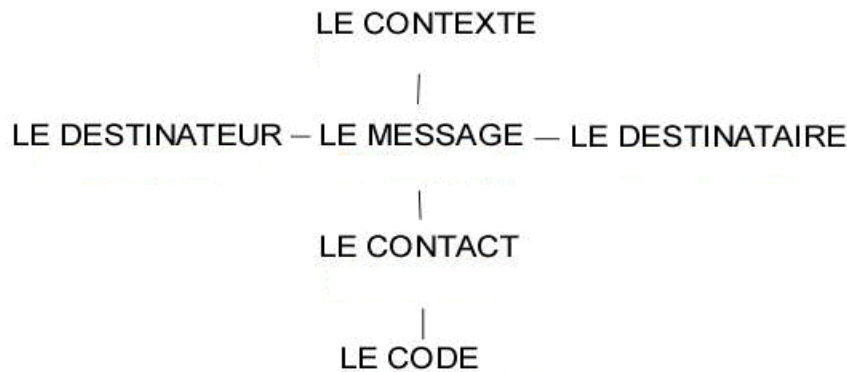 LE CONTEXTE
LE DESTINATEUR – LE MESSAGE — LE DESTINATAIRE
LE CONTACT
LE CODE